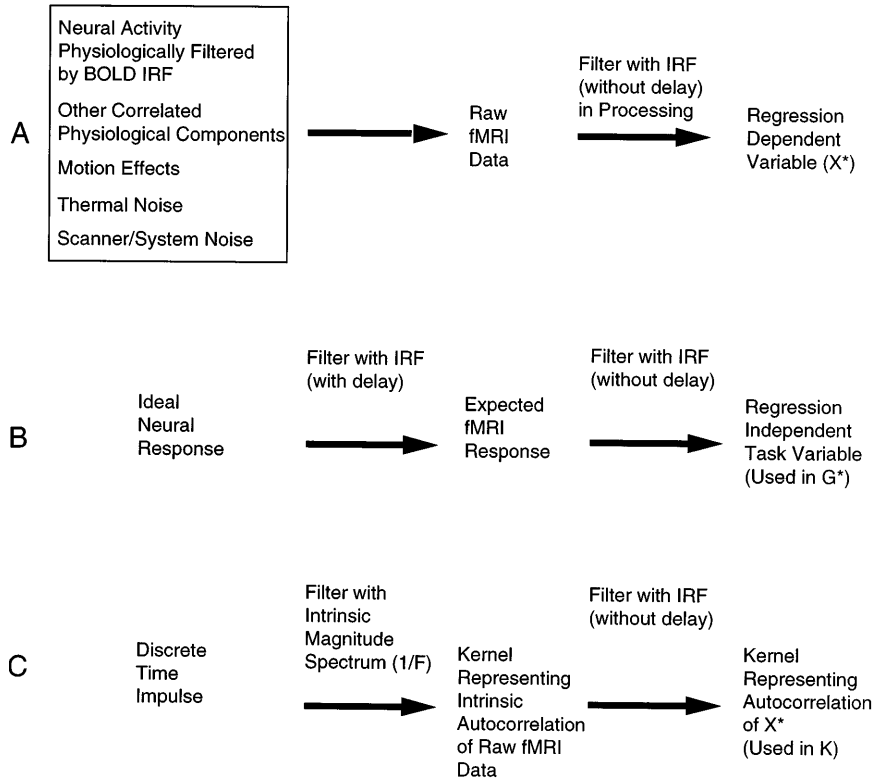 A
Neural Activity
Physiologically Filtered
by BOLD IRF
Other Correlated
Physiological Components
Motion Effects
Thermal Noise
Scanner/System Noise
Raw
fMRI
Data
Filter with IRF
(without delay)
in Processing
Regression
Dependent
Variable (X*)
B
Ideal
Neural
Response
Filter with IRF
(with delay)
Expected
fMRI
Response
Filter with IRF
(without delay)
Regression
Independent
Task Variable
(Used in G*)
C
Discrete
Time
Impulse
Filter with
Intrinsic
Magnitude
Spectrum (1/F)
Kernel
Representing
Intrinsic
Autocorrelation
of Raw fMRI
Data
Filter with IRF
(without delay)
Kernel
Representing
Autocorrelation
of X*
(Used in K)